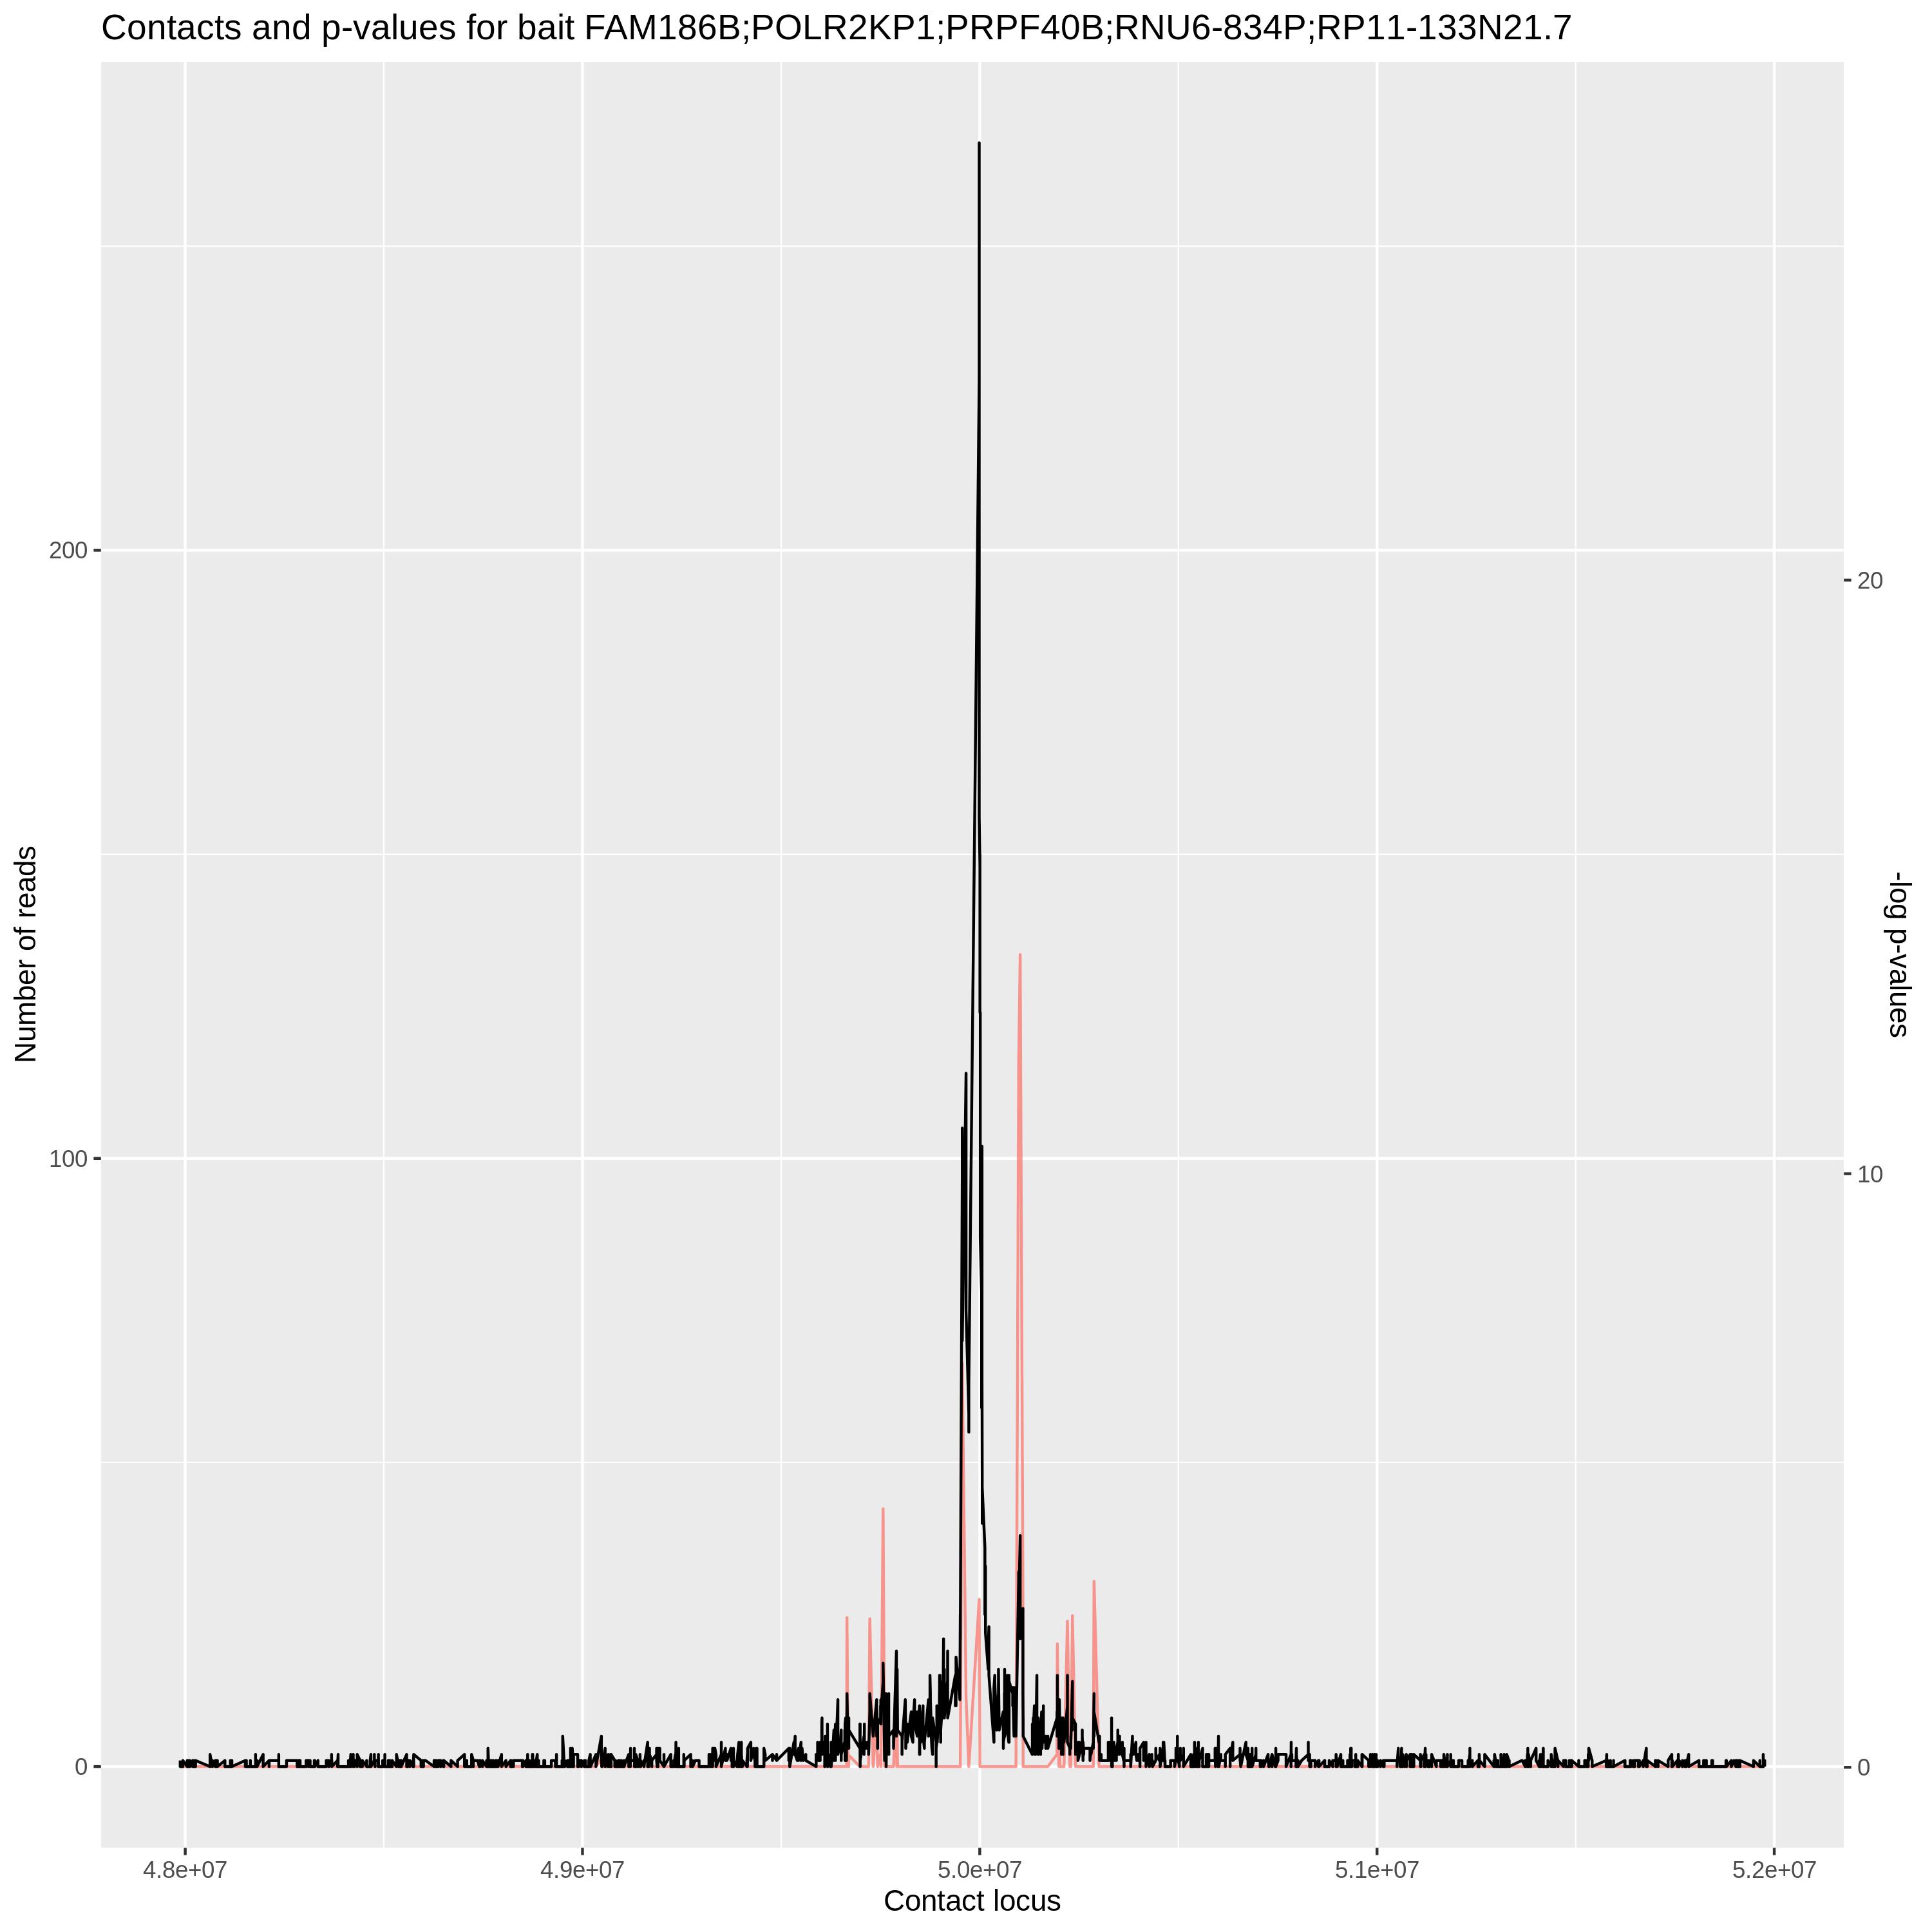 Contacts and p-values for bait FAM186B;POLR2KP1;PRPF40B;RNU6-834P;RP11-133N21.7
Number of reads
200
100
0
20
10
0
-log p-values
4.8e+07
4.9e+07
5.0e+07
5.1e+07
5.2e+07
Contact locus